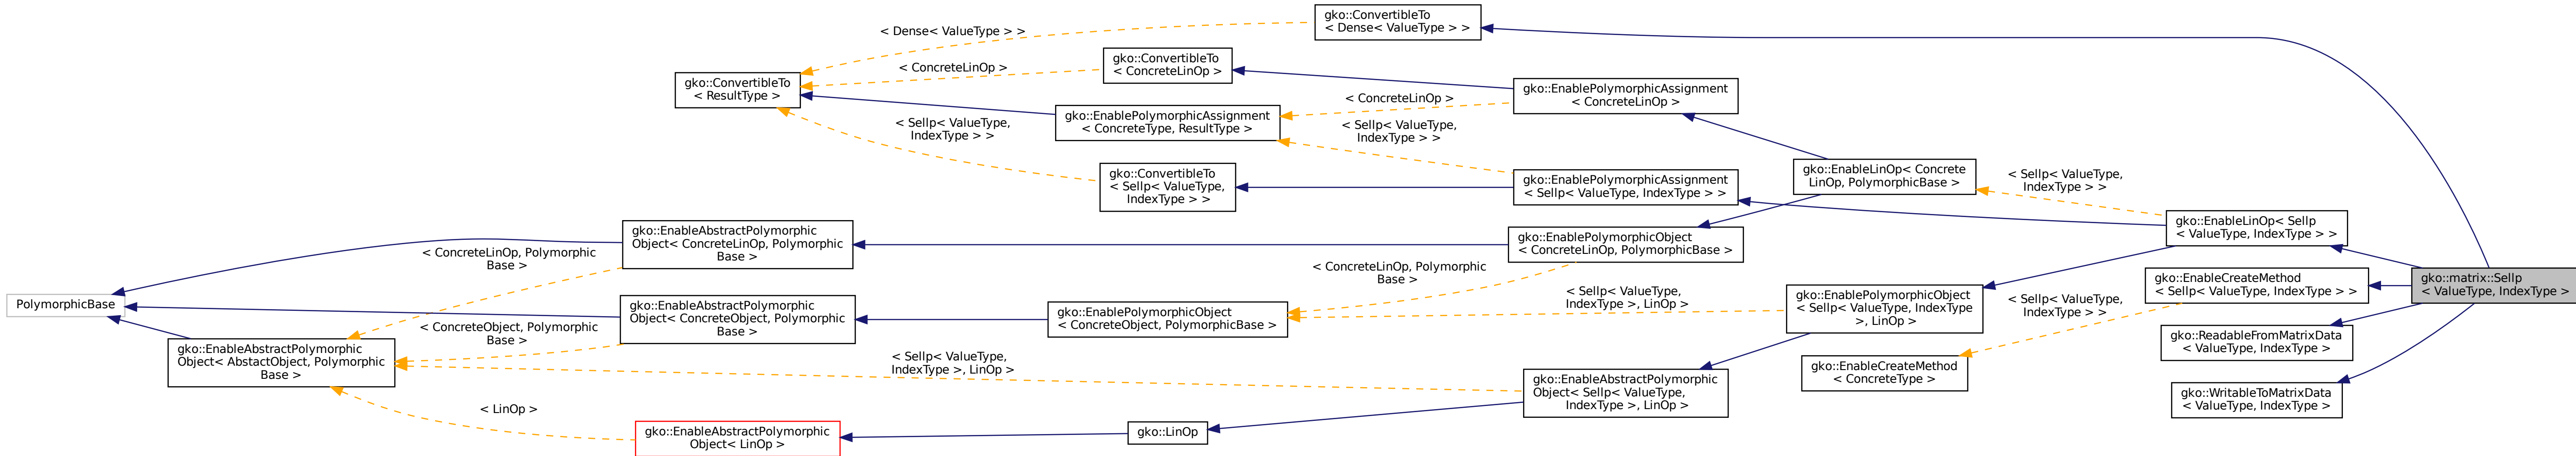 gko::ConvertibleTo
< Dense< ValueType > >
< Dense< ValueType > >
gko::ConvertibleTo
< ConcreteLinOp >
< ConcreteLinOp >
gko::ConvertibleTo
< ResultType >
gko::EnablePolymorphicAssignment
< ConcreteLinOp >
< ConcreteLinOp >
gko::EnablePolymorphicAssignment
< ConcreteType, ResultType >
< Sellp< ValueType,
IndexType > >
< Sellp< ValueType,
IndexType > >
gko::ConvertibleTo
< Sellp< ValueType,
IndexType > >
gko::EnablePolymorphicAssignment
< Sellp< ValueType, IndexType > >
gko::EnableLinOp< Concrete
LinOp, PolymorphicBase >
< Sellp< ValueType,
IndexType > >
gko::EnableLinOp< Sellp
< ValueType, IndexType > >
gko::EnableAbstractPolymorphic
Object< ConcreteLinOp, Polymorphic
Base >
gko::EnablePolymorphicObject
< ConcreteLinOp, PolymorphicBase >
< ConcreteLinOp, Polymorphic
Base >
< ConcreteLinOp, Polymorphic
Base >
gko::EnableCreateMethod
< Sellp< ValueType, IndexType > >
gko::matrix::Sellp
< ValueType, IndexType >
PolymorphicBase
gko::EnableAbstractPolymorphic
Object< ConcreteObject, Polymorphic
Base >
gko::EnablePolymorphicObject
< ConcreteObject, PolymorphicBase >
< Sellp< ValueType,
IndexType >, LinOp >
gko::EnablePolymorphicObject
< Sellp< ValueType, IndexType
>, LinOp >
< Sellp< ValueType,
IndexType > >
< ConcreteObject, Polymorphic
Base >
gko::ReadableFromMatrixData
< ValueType, IndexType >
gko::EnableAbstractPolymorphic
Object< AbstactObject, Polymorphic
Base >
< Sellp< ValueType,
IndexType >, LinOp >
gko::EnableCreateMethod
< ConcreteType >
gko::EnableAbstractPolymorphic
Object< Sellp< ValueType,
IndexType >, LinOp >
gko::WritableToMatrixData
< ValueType, IndexType >
< LinOp >
gko::EnableAbstractPolymorphic
Object< LinOp >
gko::LinOp